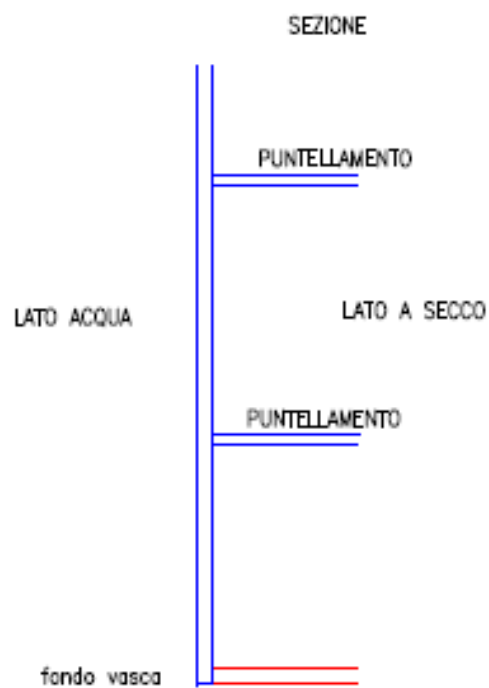 SEZIONE
PUNTELLAMENTO
LATO ACQUA
LATO A SECCO
PUNTELLAMENTO
fondo vasca